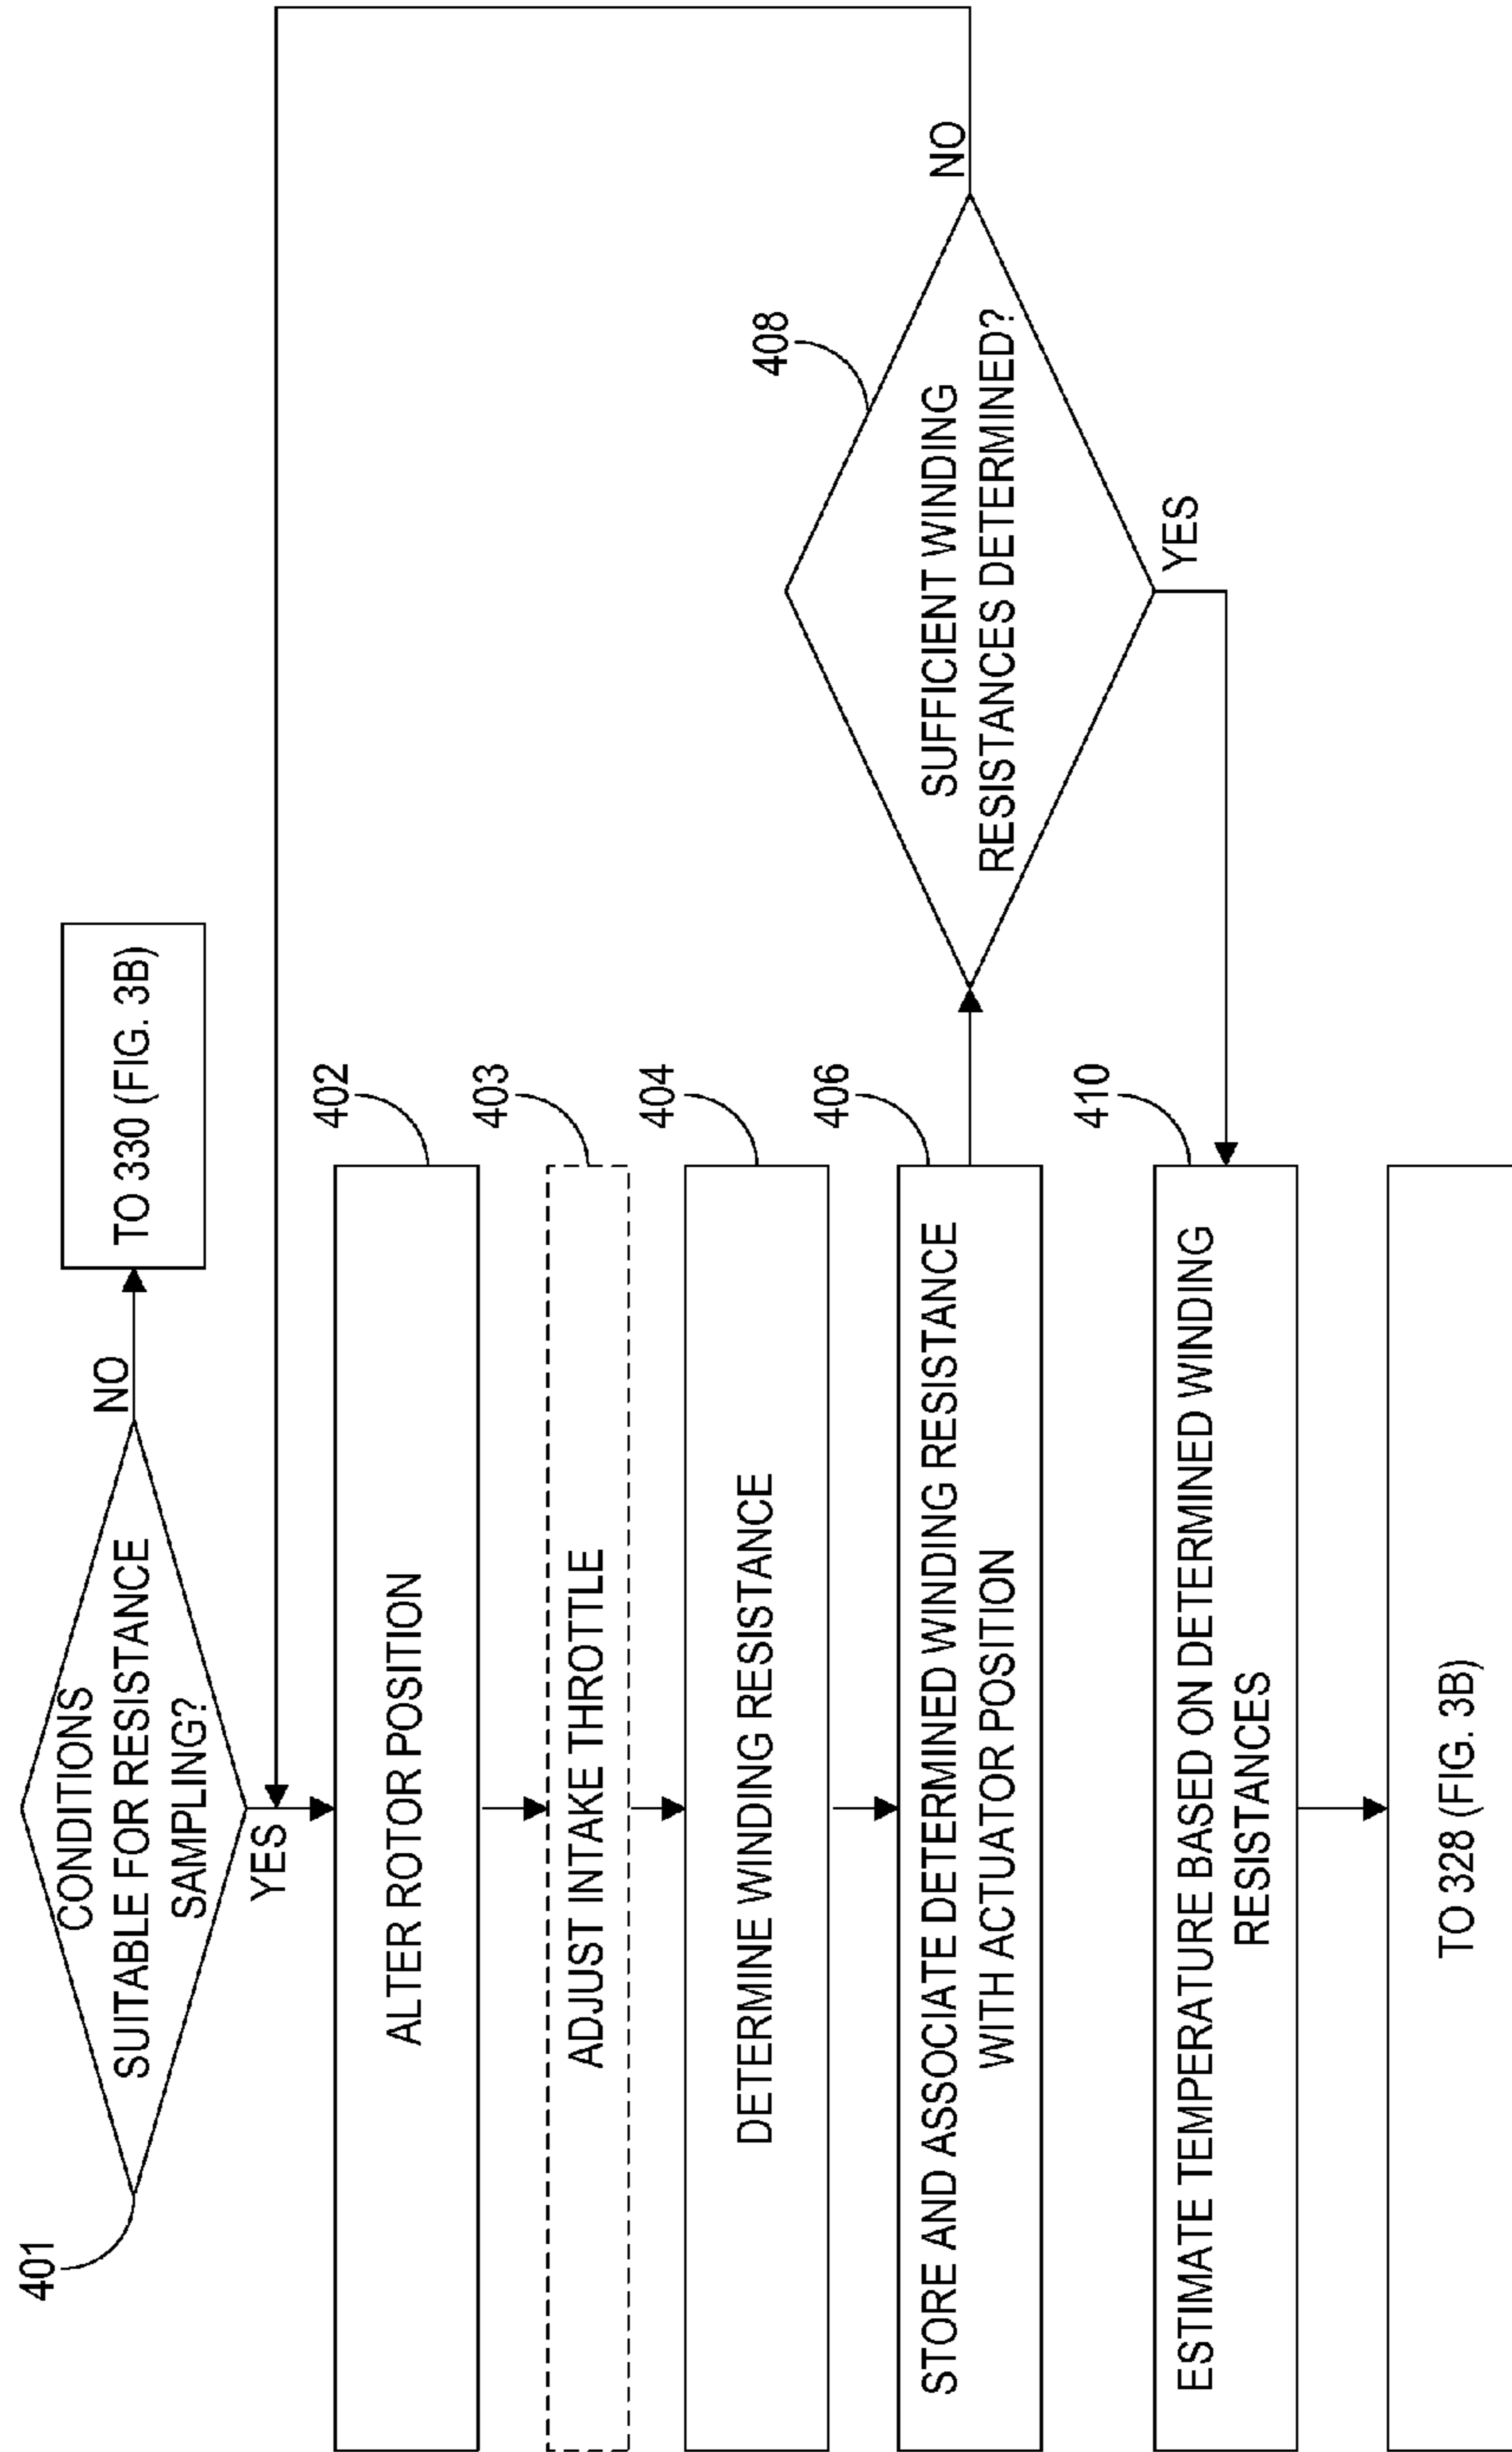 401
CONDITIONS
SUITABLE FOR RESISTANCE
SAMPLING?
NO
TO 330 (FIG. 3B)
YES
402
ALTER ROTOR POSITION
403
ADJUST INTAKE THROTTLE
404
DETERMINE WINDING RESISTANCE
406
STORE AND ASSOCIATE DETERMINED WINDING RESISTANCE
WITH ACTUATOR POSITION
408
SUFFICIENT WINDING
RESISTANCES DETERMINED?
NO
YES
410
ESTIMATE TEMPERATURE BASED ON DETERMINED WINDING
RESISTANCES
TO 328 (FIG. 3B)